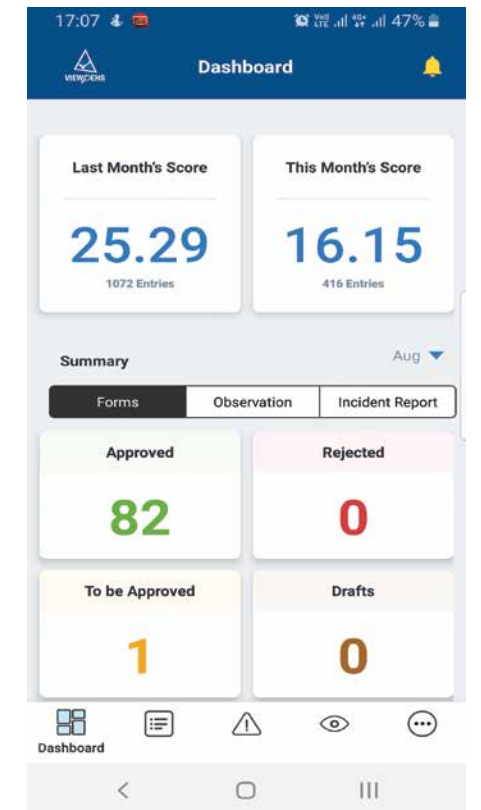 17:07 47%
Dashboard
Last Month's Score This Month's Score
25.29 16.15
1072 Entries 416 Entries
Summary Aug
Forms Observation Incident Report
Approved Rejected
82 0
To be Approved Drafts
1 0
Dashboard